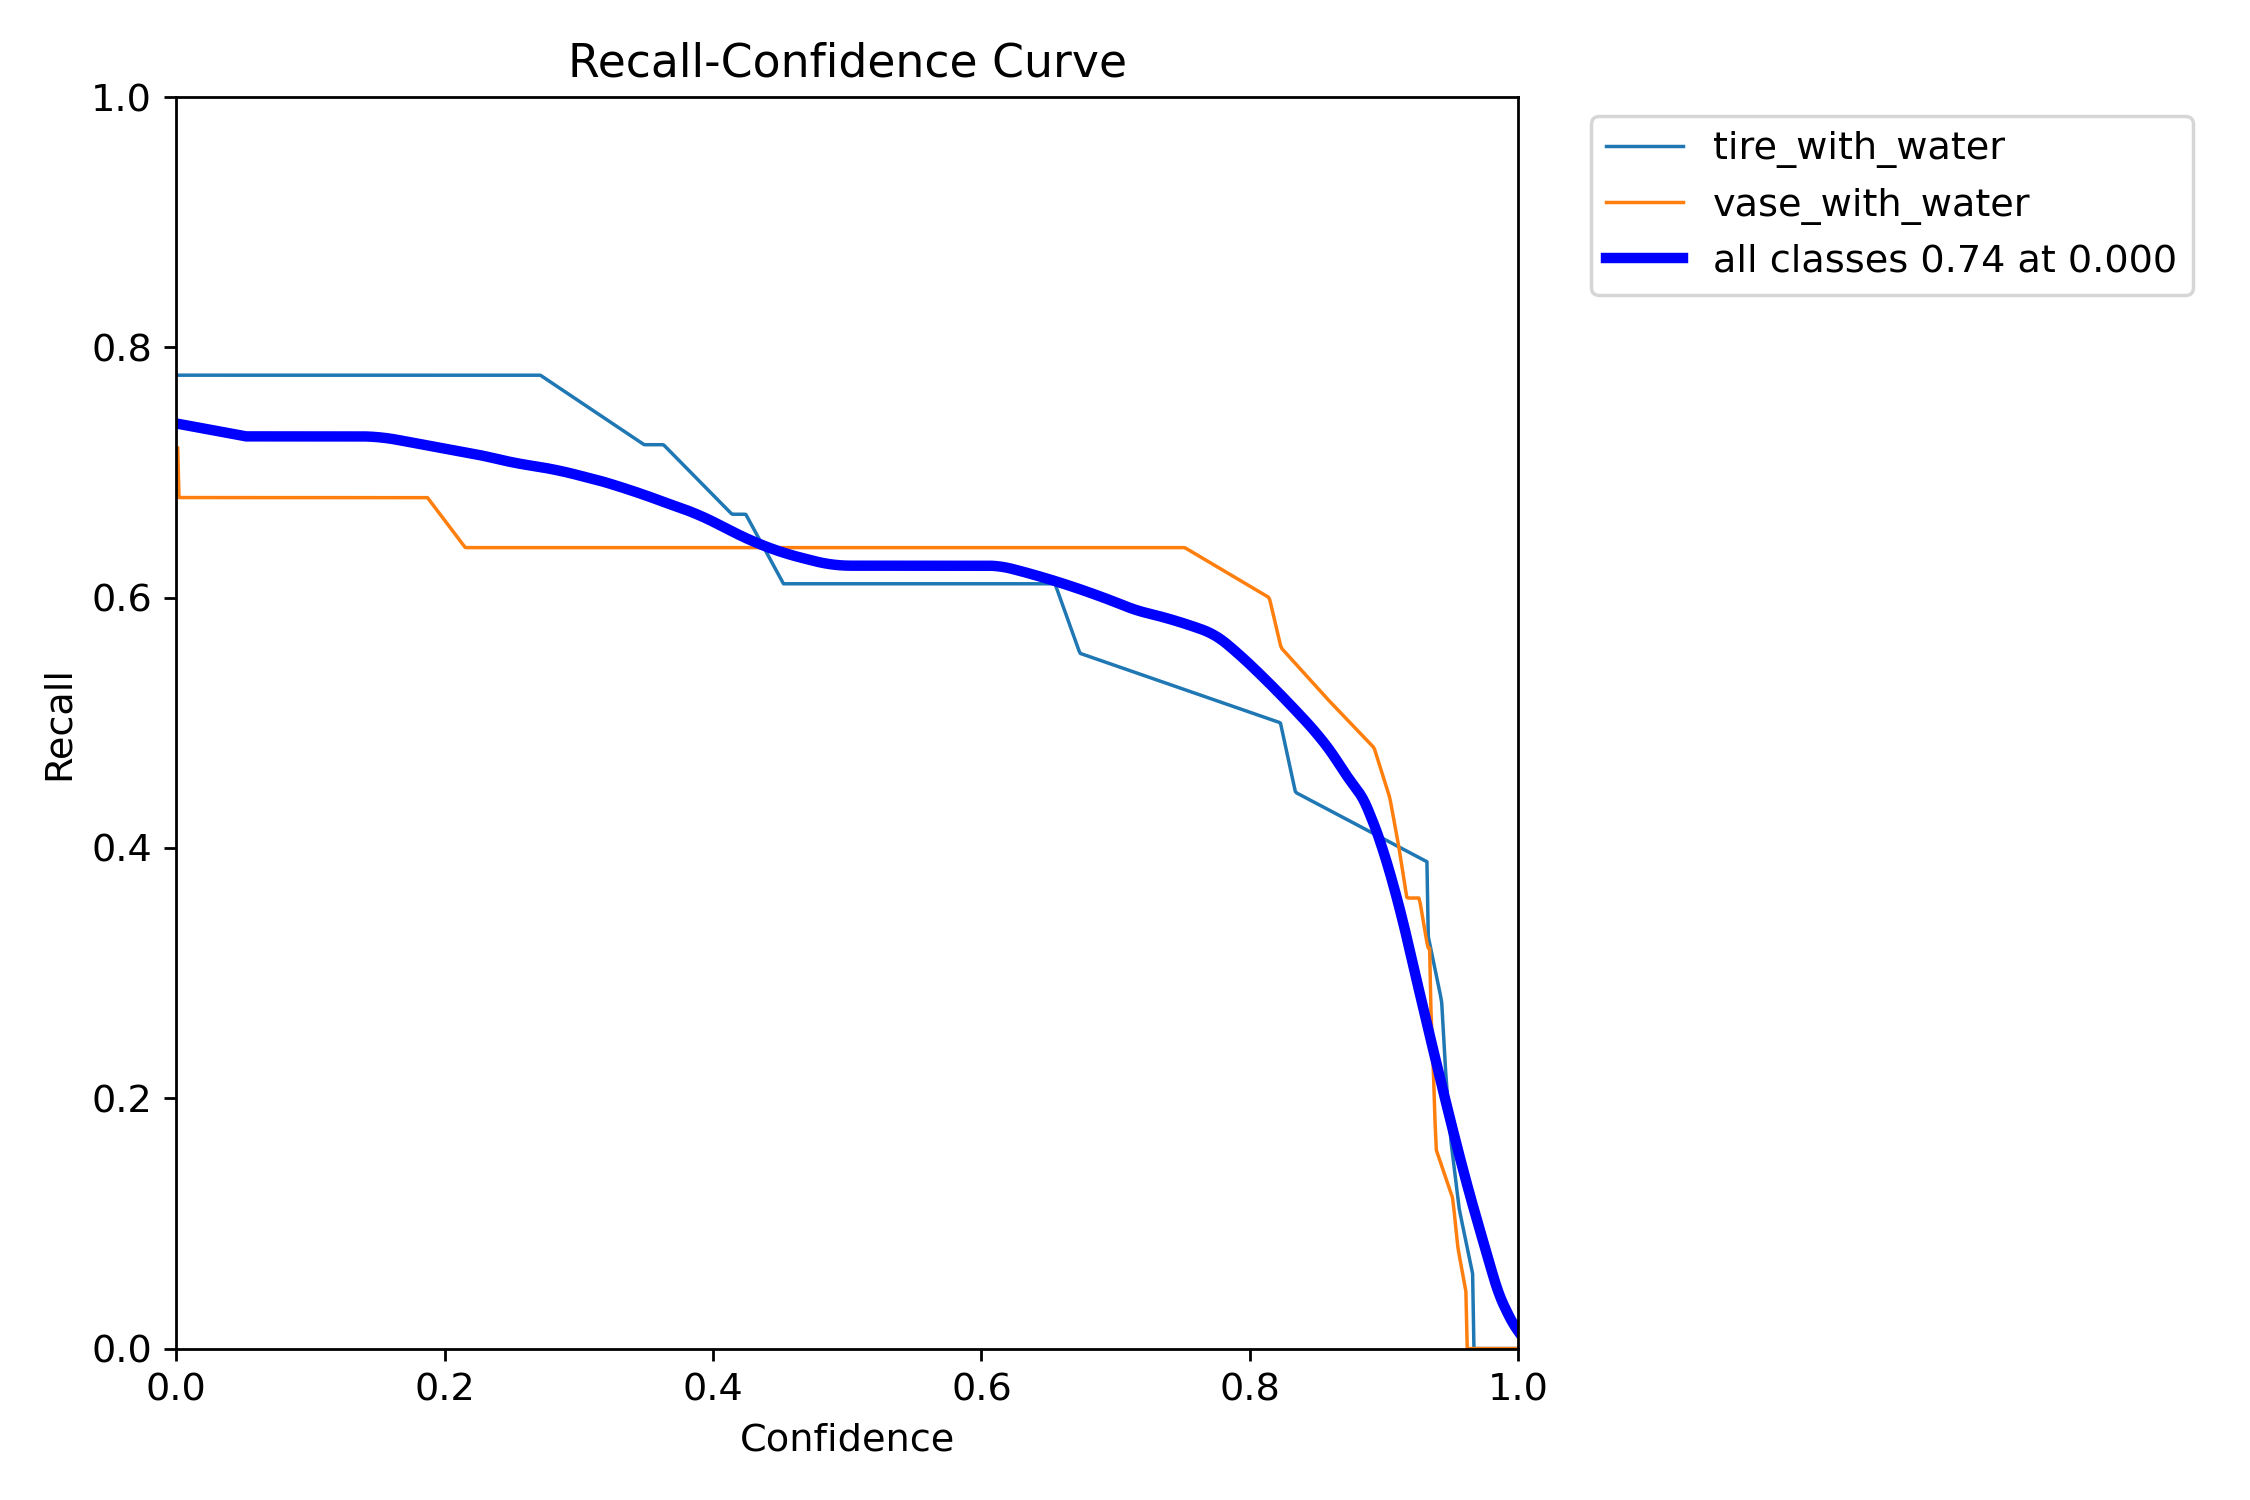 Recall-Confidence Curve
1.0
0.8
0.6
0.4
0.2
0.0
Recall
0.0 0.2 0.4 0.6 0.8 1.0
Confidence
tire_with_water
vase_with_water
all classes 0.74 at 0.000